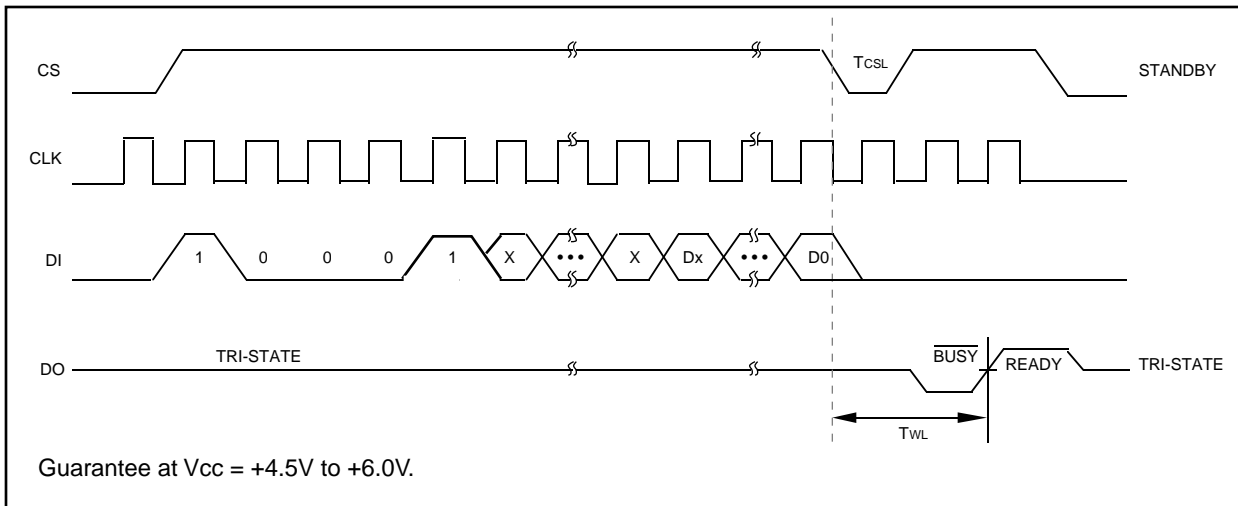 CS
TCSL
STANDBY
CLK
DI
1 0 0 0 1 X ••• X Dx ••• D0
TRI-STATE
DO
BUSY
READY
TRI-STATE
TWL
Guarantee at Vcc = +4.5V to +6.0V.